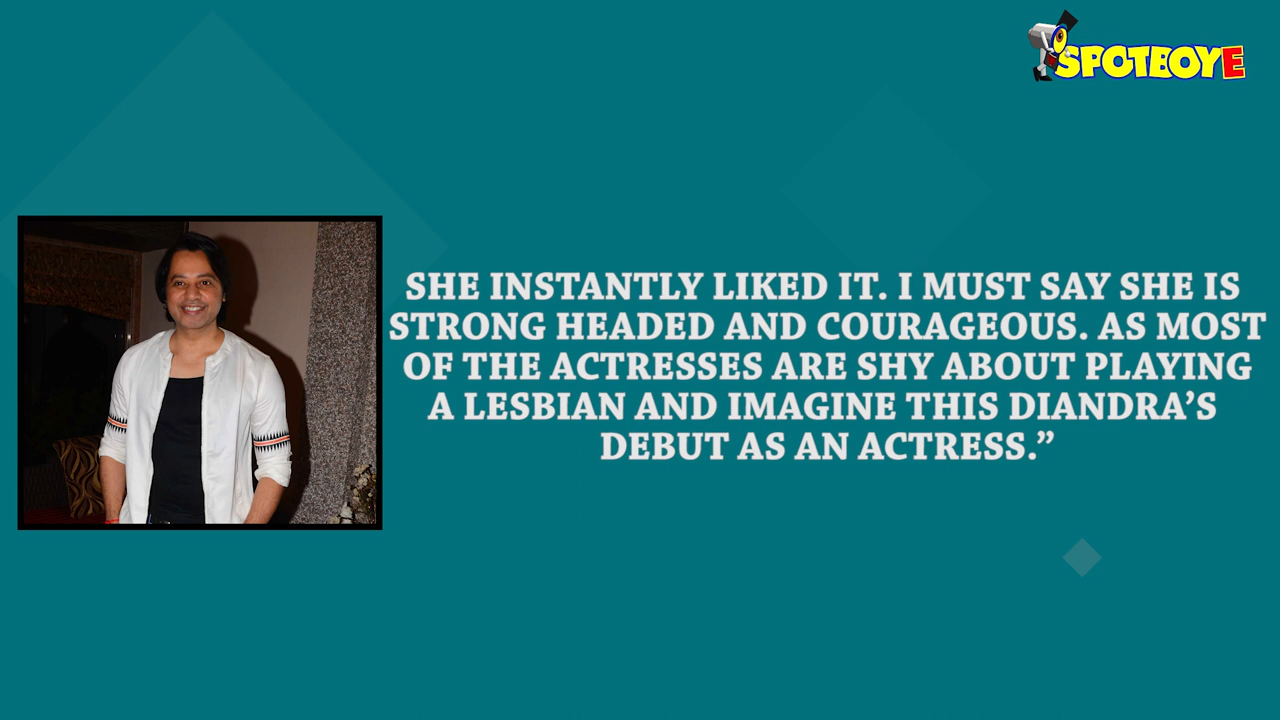 SPOTBOYE
SHE INSTANTLY LIKED IT. I MUST SAY SHE IS
STRONG HEADED AND COURAGEOUS. AS MOST
OF THE ACTRESSES ARE SHY ABOUT PLAYING
A LESBIAN AND IMAGINE THIS DIANDRA’S
DEBUT AS AN ACTRESS.”